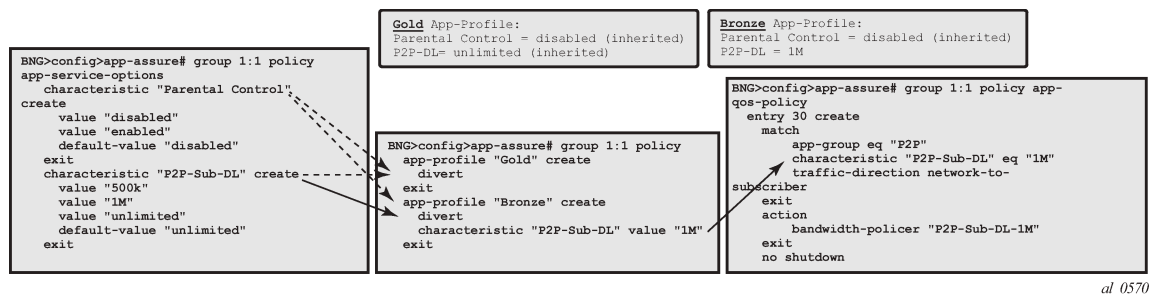 Gold App-Profile:
Parental Control = disabled (inherited)
P2P-DL= unlimited (inherited)
Bronze App-Profile:
Parental Control = disabled (inherited)
P2P-DL = 1M
BNG>config>app-assure# group 1:1 policy
app-service-options
characteristic "Parental Control"
create
value "disabled"
value "enabled"
default-value "disabled"
exit
characteristic "P2P-Sub-DL" create
value "500k"
value "1M"
value "unlimited"
default-value "unlimited"
exit
BNG>config>app-assure# group 1:1 policy
app-profile "Gold" create
divert
exit
app-profile "Bronze" create
divert
characteristic "P2P-Sub-DL" value "1M"
exit
BNG>config>app-assure# group 1:1 policy app-
qos-policy
entry 30 create
match
app-group eq "P2P"
characteristic "P2P-Sub-DL" eq "1M"
traffic-direction network-to-
subscriber
exit
action
bandwidth-policer "P2P-Sub-DL-1M"
exit
no shutdown
al_0570